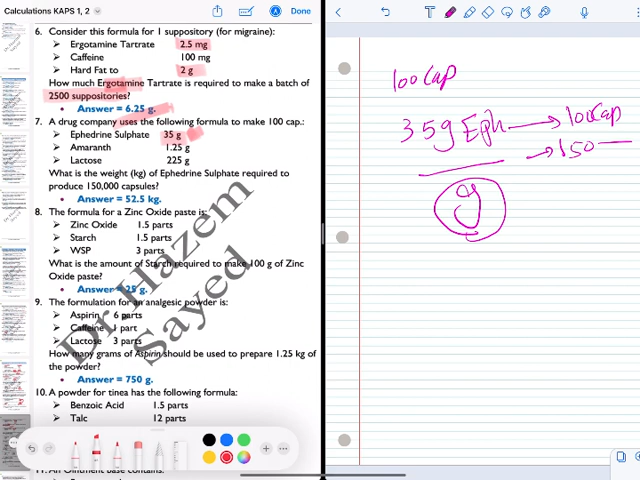 Calculations KAPS 1, 2
Done
6. Consider this formula for 1 suppository (for migraine):
Ergotamine Tartrate 2.5 mg
Caffeine 100 mg
Hard Fat to 2 g
How much Ergotamine Tartrate is required to make a batch of
2500 suppositories?
• Answer = 6.25 g.
7. A drug company uses the following formula to make 100 cap.:
Ephedrine Sulphate 35 g
Amaranth 1.25 g
Lactose 225 g
What is the weight (kg) of Ephedrine Sulphate required to
produce 150,000 capsules?
• Answer = 52.5 kg.
8. The formula for a Zinc Oxide paste is:
Zinc Oxide 1.5 parts
Starch 1.5 parts
WSP 3 parts
What is the amount of Starch required to make 100 g of Zinc
Oxide paste?
• Answer = 25 g.
9. The formulation for an analgesic powder is:
Aspirin 6 parts
Caffeine 1 part
Lactose 3 parts
How many grams of Aspirin should be used to prepare 1.25 kg of
the powder?
• Answer = 750 g.
10. A powder for tinea has the following formula:
Benzoic Acid 1.5 parts
Talc 12 parts
11. An Ointment base contains:
Dr. Hazem
Sayed
T
100 Cap
35g Eph → 100 Cap
→ 150
g